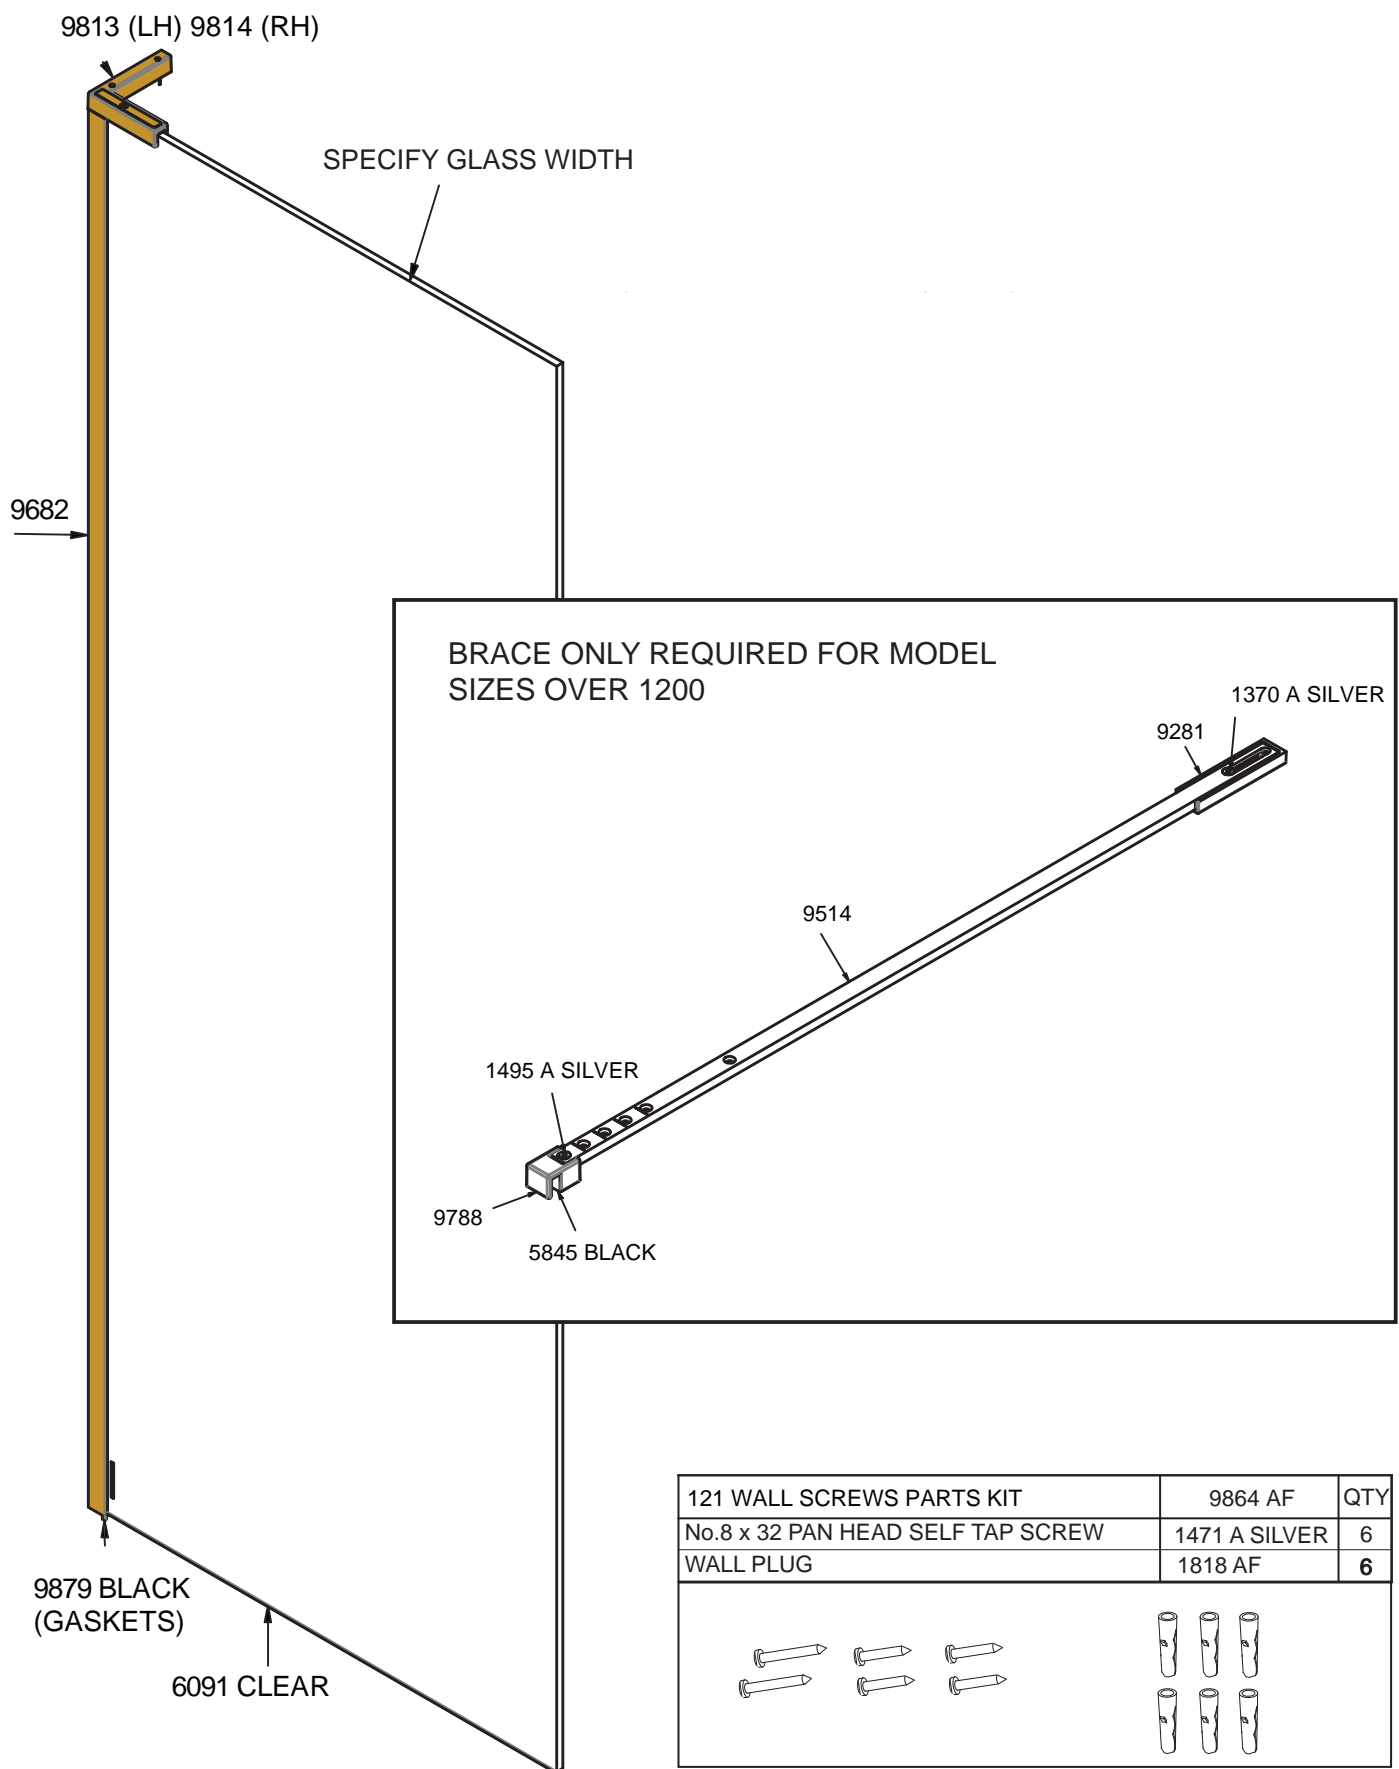 9813 (LH) 9814 (RH)
SPECIFY GLASS WIDTH
9682
BRACE ONLY REQUIRED FOR MODEL
SIZES OVER 1200
1370 A SILVER
9281
9514
1495 A SILVER
9788
5845 BLACK
121 WALL SCREWS PARTS KIT 9864 AF QTY
No.8 x 32 PAN HEAD SELF TAP SCREW 1471 A SILVER 6
WALL PLUG 1818 AF 6
9879 BLACK
(GASKETS)
6091 CLEAR